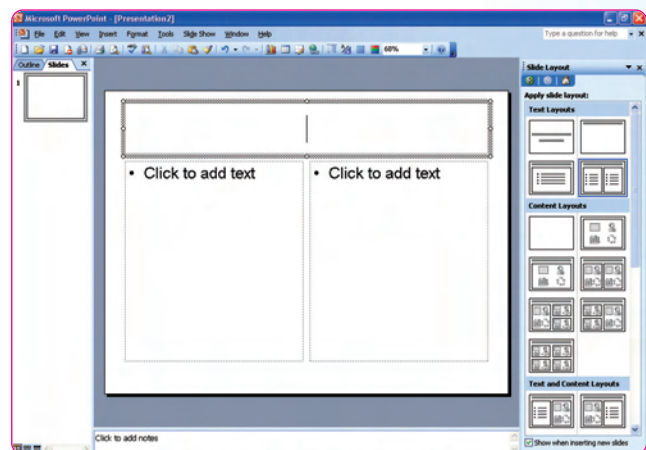 Microsoft PowerPoint - [Presentation2]
File Edit View Insert Format Tools Slide Show Window Help
Type a question for help
68%
Outline Slides
Slide Layout
1
Apply slide layout:
Text Layouts
• Click to add text
• Click to add text
Content Layouts
Text and Content Layouts
Click to add notes
Show when inserting new slides